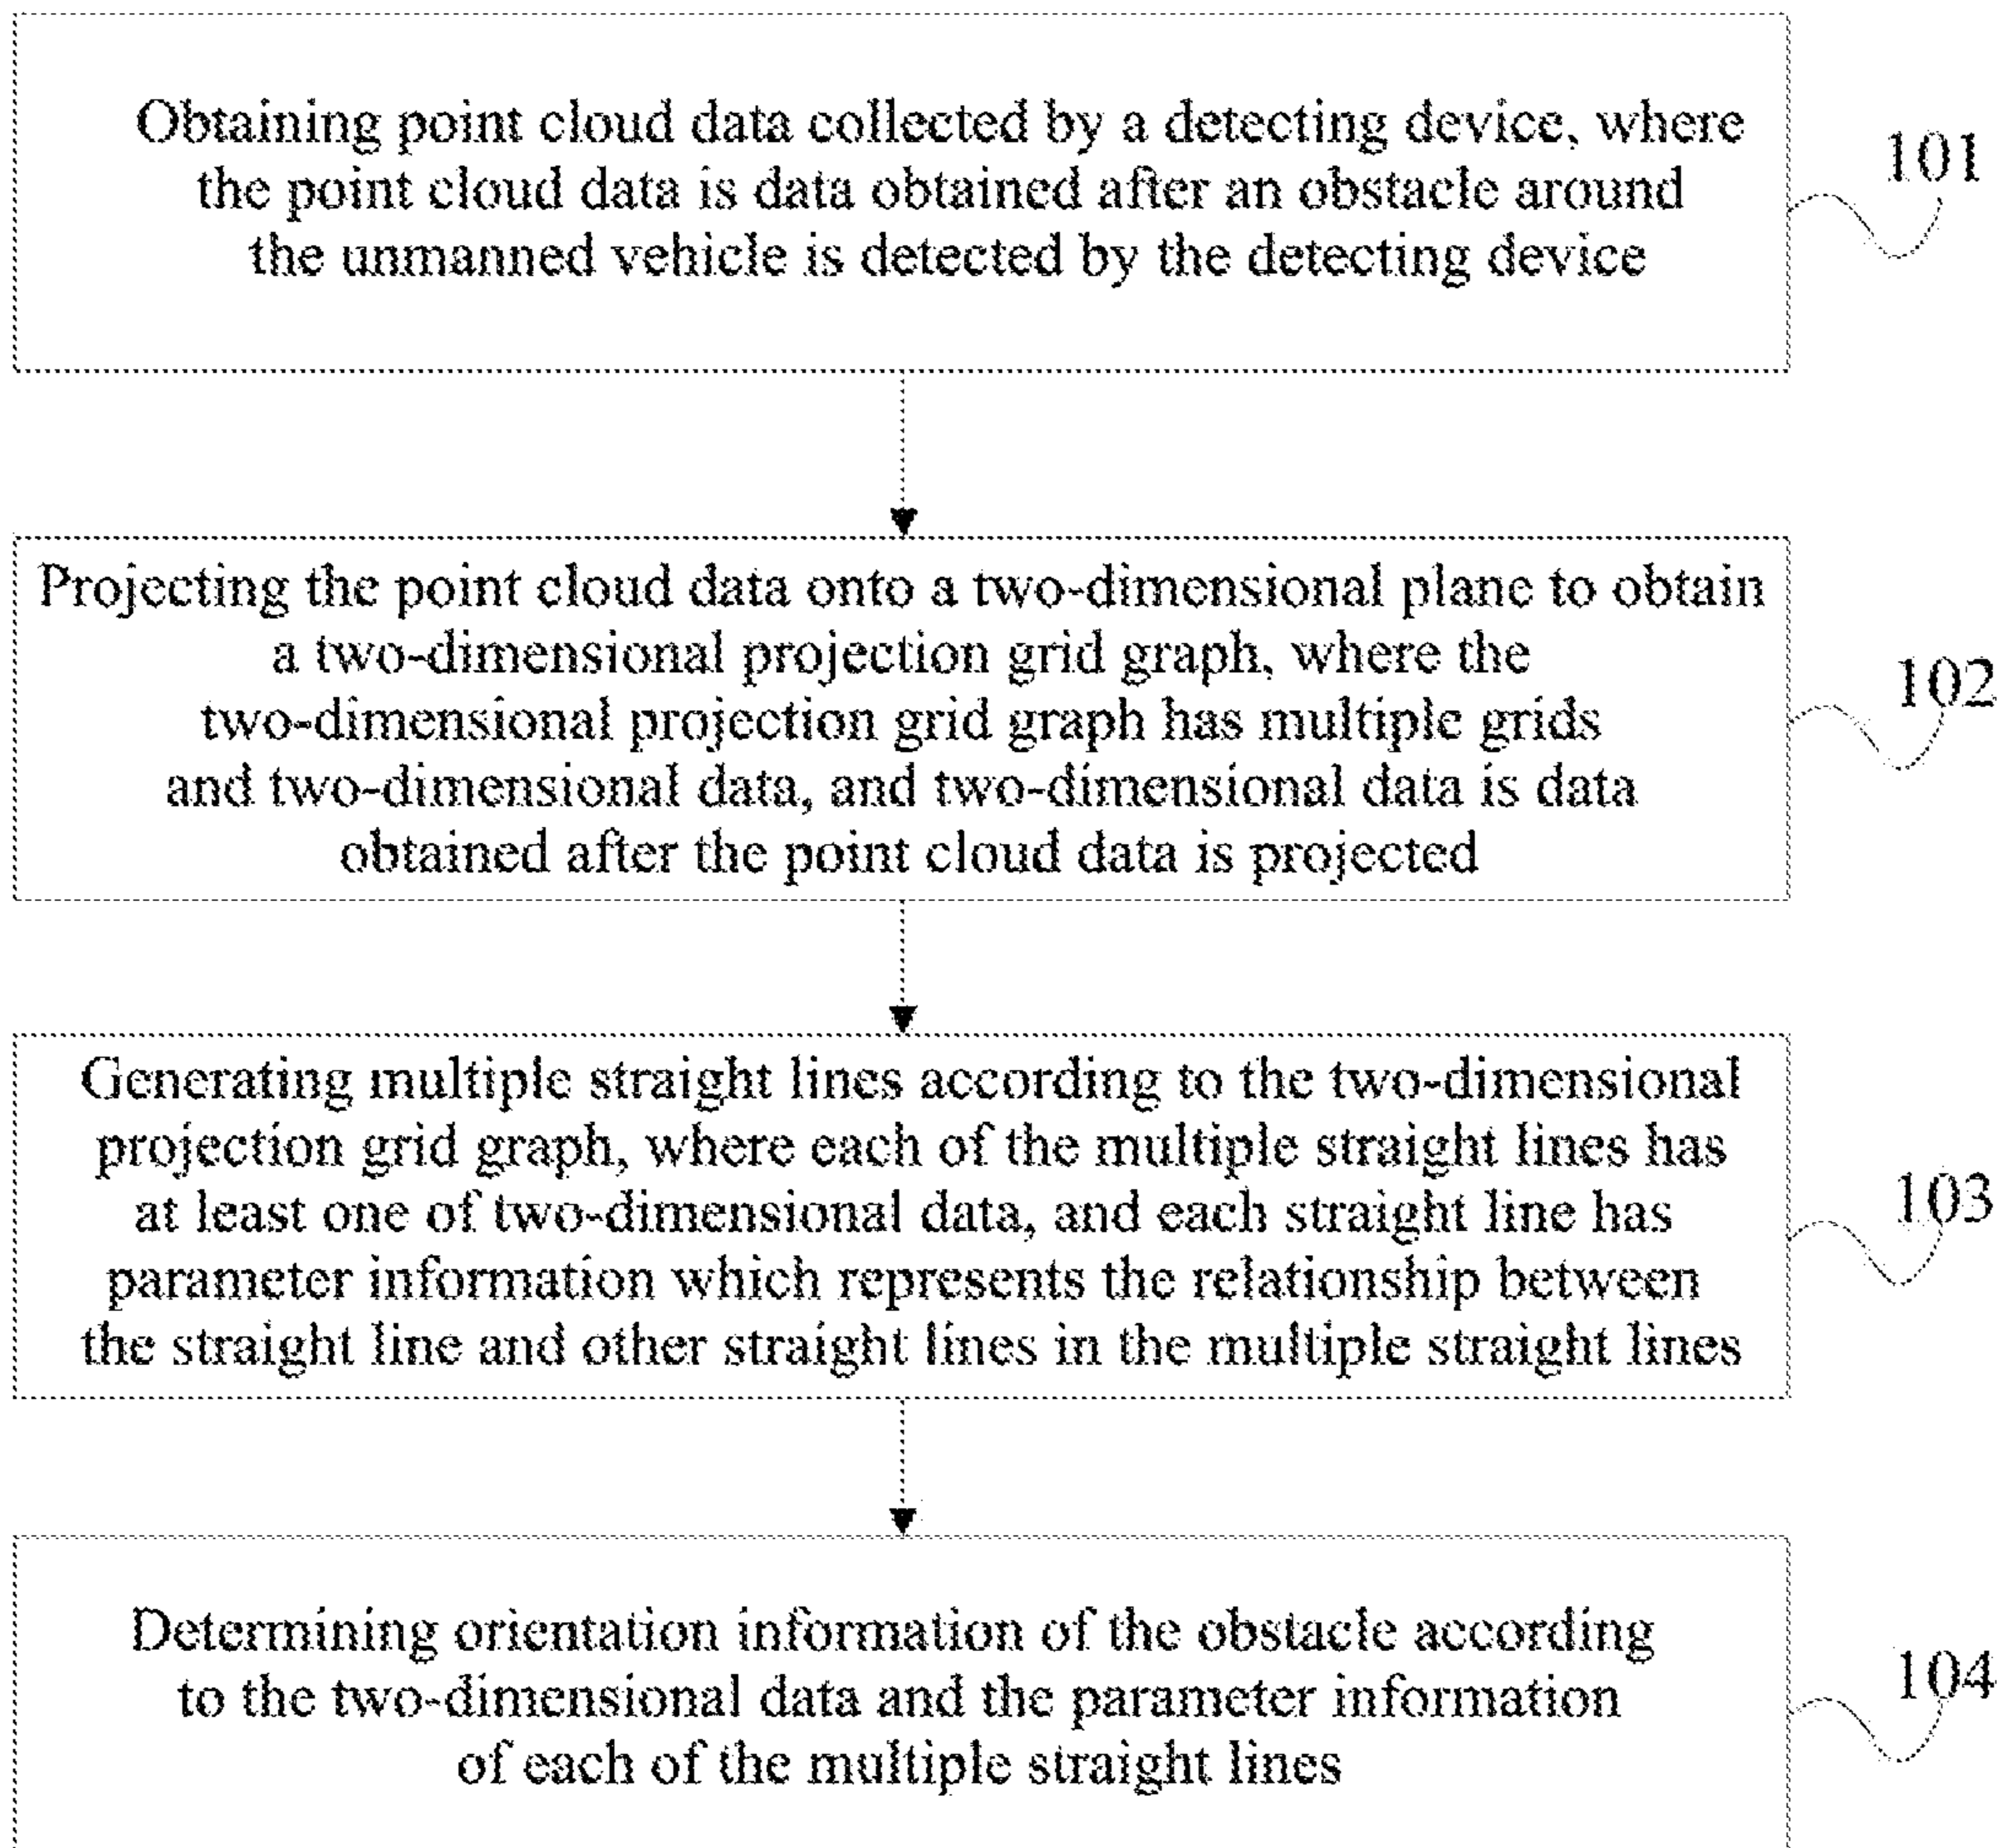 Obtaining point cloud data collected by a detecting device, where
the point cloud data is data obtained after an obstacle around
the unmanned vehicle is detected by the detecting device
101
Projecting the point cloud data onto a two-dimensional plane to obtain
a two-dimensional projection grid graph, where the
two-dimensional projection grid graph has multiple grids
and two-dimensional data, and two-dimensional data is data
obtained after the point cloud data is projected
102
Generating multiple straight lines according to the two-dimensional
projection grid graph, where each of the multiple straight lines has
at least one of two-dimensional data, and each straight line has
parameter information which represents the relationship between
the straight line and other straight lines in the multiple straight lines
103
Determining orientation information of the obstacle according
to the two-dimensional data and the parameter information
of each of the multiple straight lines
104